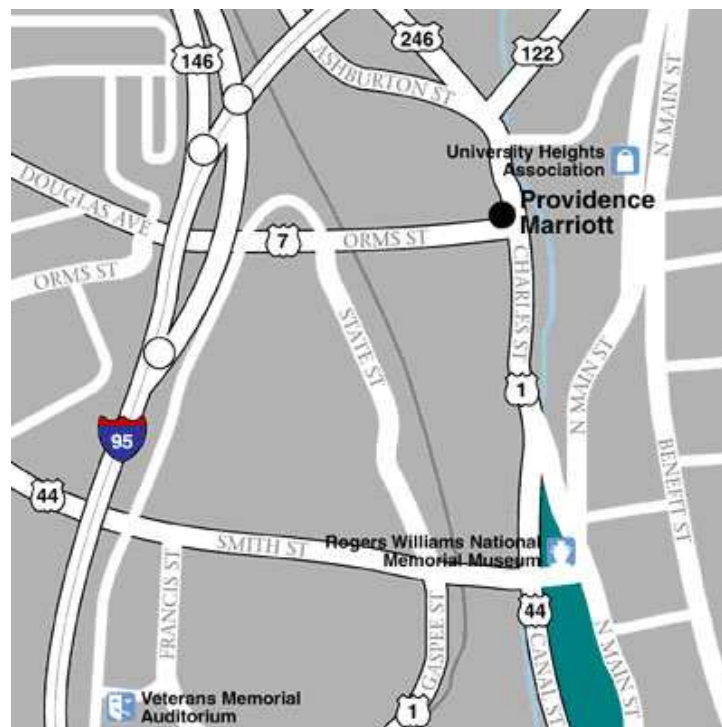 146
246
122
ASHBURTON ST
N MAIN ST
University Heights
Association
DOUGLAS AVE
Providence
Marriott
7
ORMS ST
ORMS ST
CHARLES ST
STATE ST
N MAIN ST
1
95
BENEFIT ST
44
SMITH ST
Rogers Williams National
Memorial Museum
FRANCIS ST
GASPEE ST
44
CANAL ST
N MAIN ST
Veterans Memorial
Auditorium
1